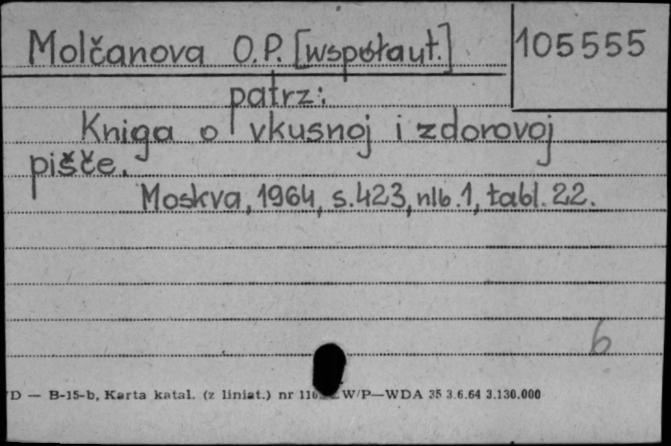 Molčanova O.P. [współaut.] 105555
patrz:
Kniga o vkusnoj i zdorovoj
pišče.
Moskva, 1964, s.423, nlb.1, tabl.22.
6
D — B-15-b, Karta katal. (z liniat.) nr W/P—WDA 35 3.6.64 3.130.000